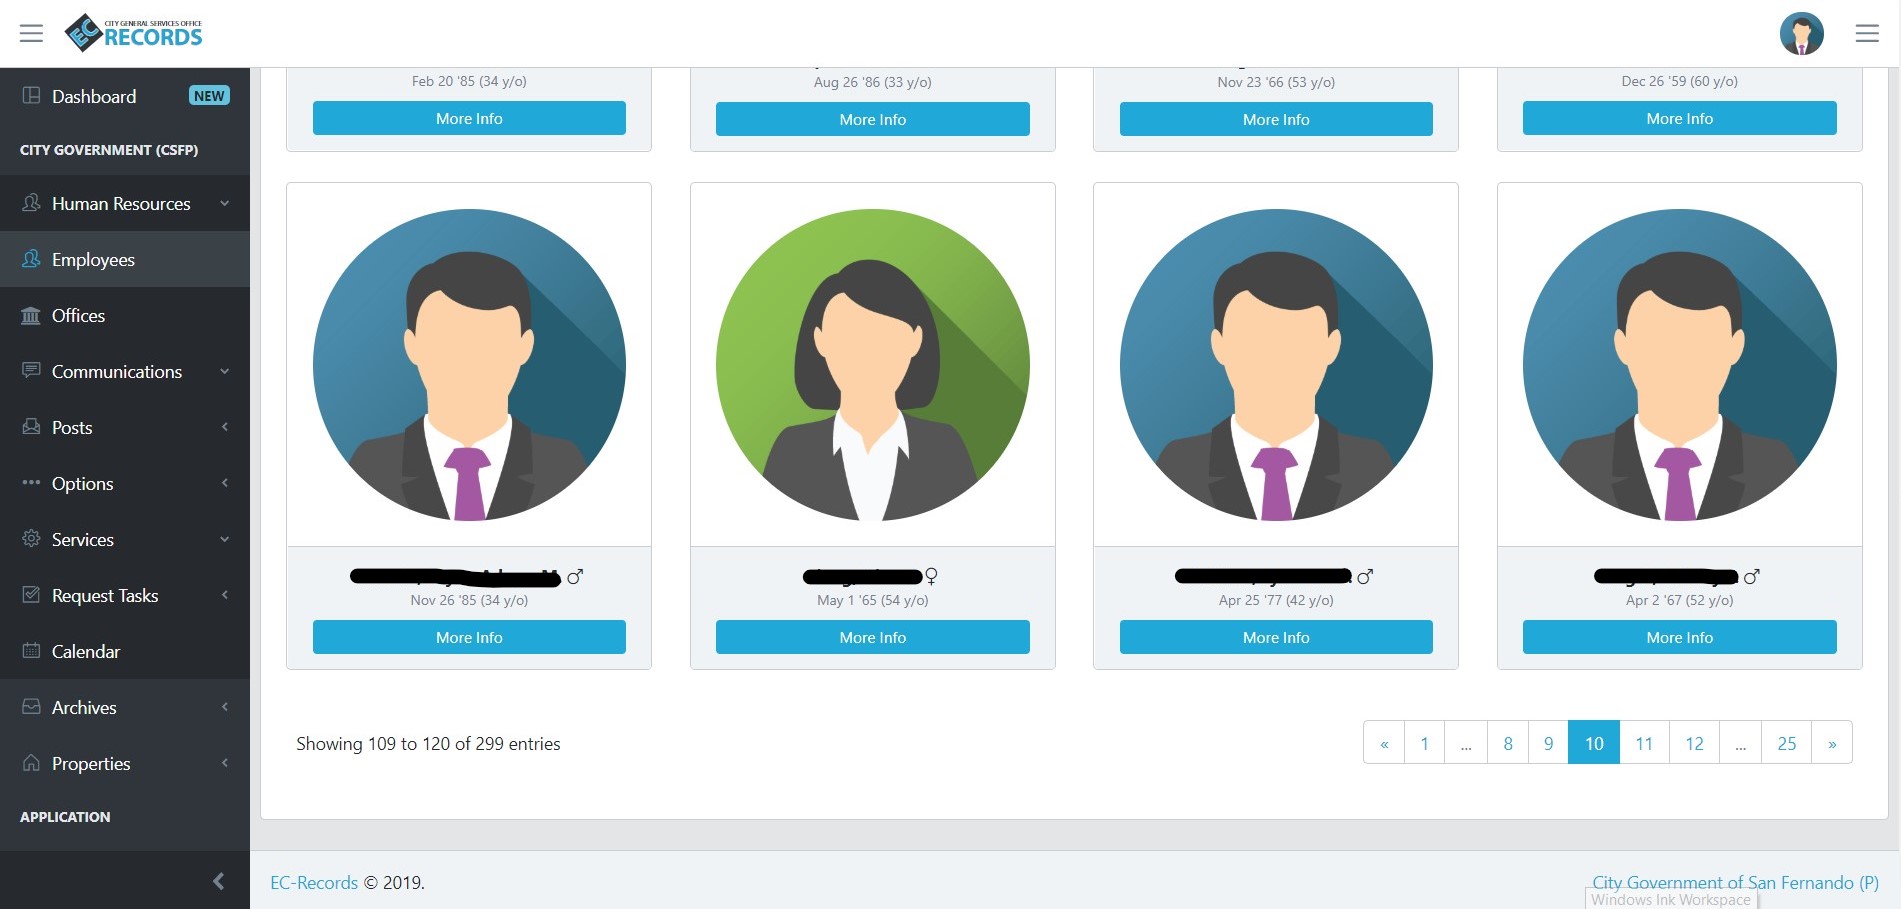 CITY GENERAL SERVICES OFFICE
EC RECORDS
Dashboard NEW
CITY GOVERNMENT (CSFP)
Human Resources
Employees
Offices
Communications
Posts
Options
Services
Request Tasks
Calendar
Archives
Properties
APPLICATION
Feb 20 '85 (34 y/o)
More Info
Aug 26 '86 (33 y/o)
More Info
Nov 23 '66 (53 y/o)
More Info
Dec 26 '59 (60 y/o)
More Info
Nov 26 '85 (34 y/o)
More Info
May 1 '65 (54 y/o)
More Info
Apr 25 '77 (42 y/o)
More Info
Apr 2 '67 (52 y/o)
More Info
Showing 109 to 120 of 299 entries
« 1 ... 8 9 10 11 12 ... 25 »
EC-Records © 2019.
City Government of San Fernando (P)
Windows Ink Workspace